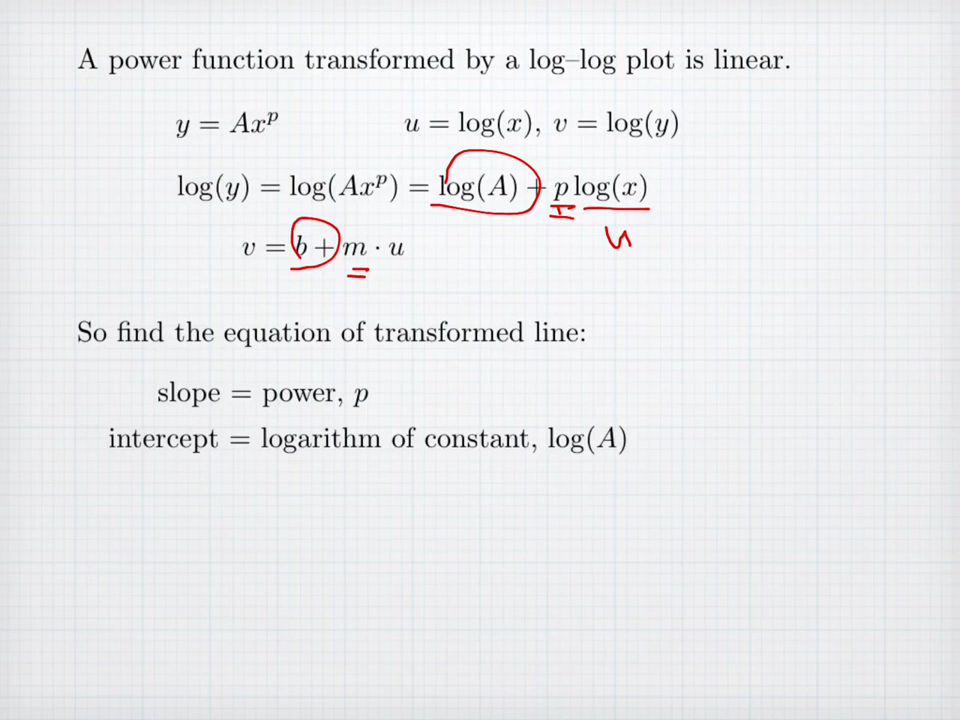 A power function transformed by a log–log plot is linear.
y = Ax^p    u = log(x), v = log(y)
log(y) = log(Ax^p) = log(A) + p log(x)
u
v = b + m · u
So find the equation of transformed line:
slope = power, p
intercept = logarithm of constant, log(A)